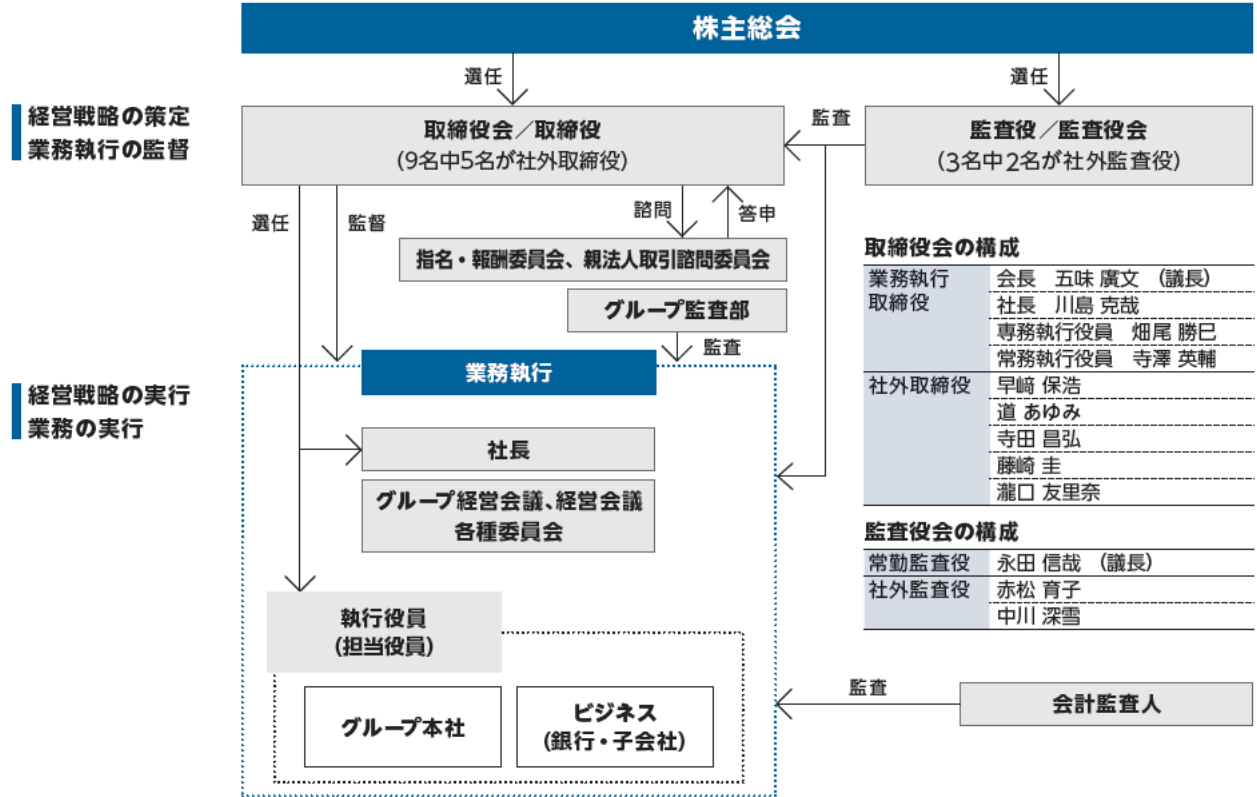 株主総会
選任
選任
経営戦略の策定
業務執行の監督
取締役会／取締役
(9名中5名が社外取締役)
監査
監査役／監査役会
(3名中2名が社外監査役)
選任
監督
諮問
答申
指名・報酬委員会、親法人取引諮問委員会
グループ監査部
監査
経営戦略の実行
業務の実行
業務執行
社長
グループ経営会議、経営会議
各種委員会
執行役員
(担当役員)
グループ本社
ビジネス
(銀行・子会社)
取締役会の構成
業務執行
取締役
会長　五味 廣文　(議長)
社長　川島 克哉
専務執行役員　畑尾 勝巳
常務執行役員　寺澤 英輔
社外取締役
早﨑 保浩
道 あゆみ
寺田 昌弘
藤崎 圭
瀧口 友里奈
監査役会の構成
常勤監査役　永田 信哉　(議長)
社外監査役　赤松 育子
中川 深雪
監査
会計監査人